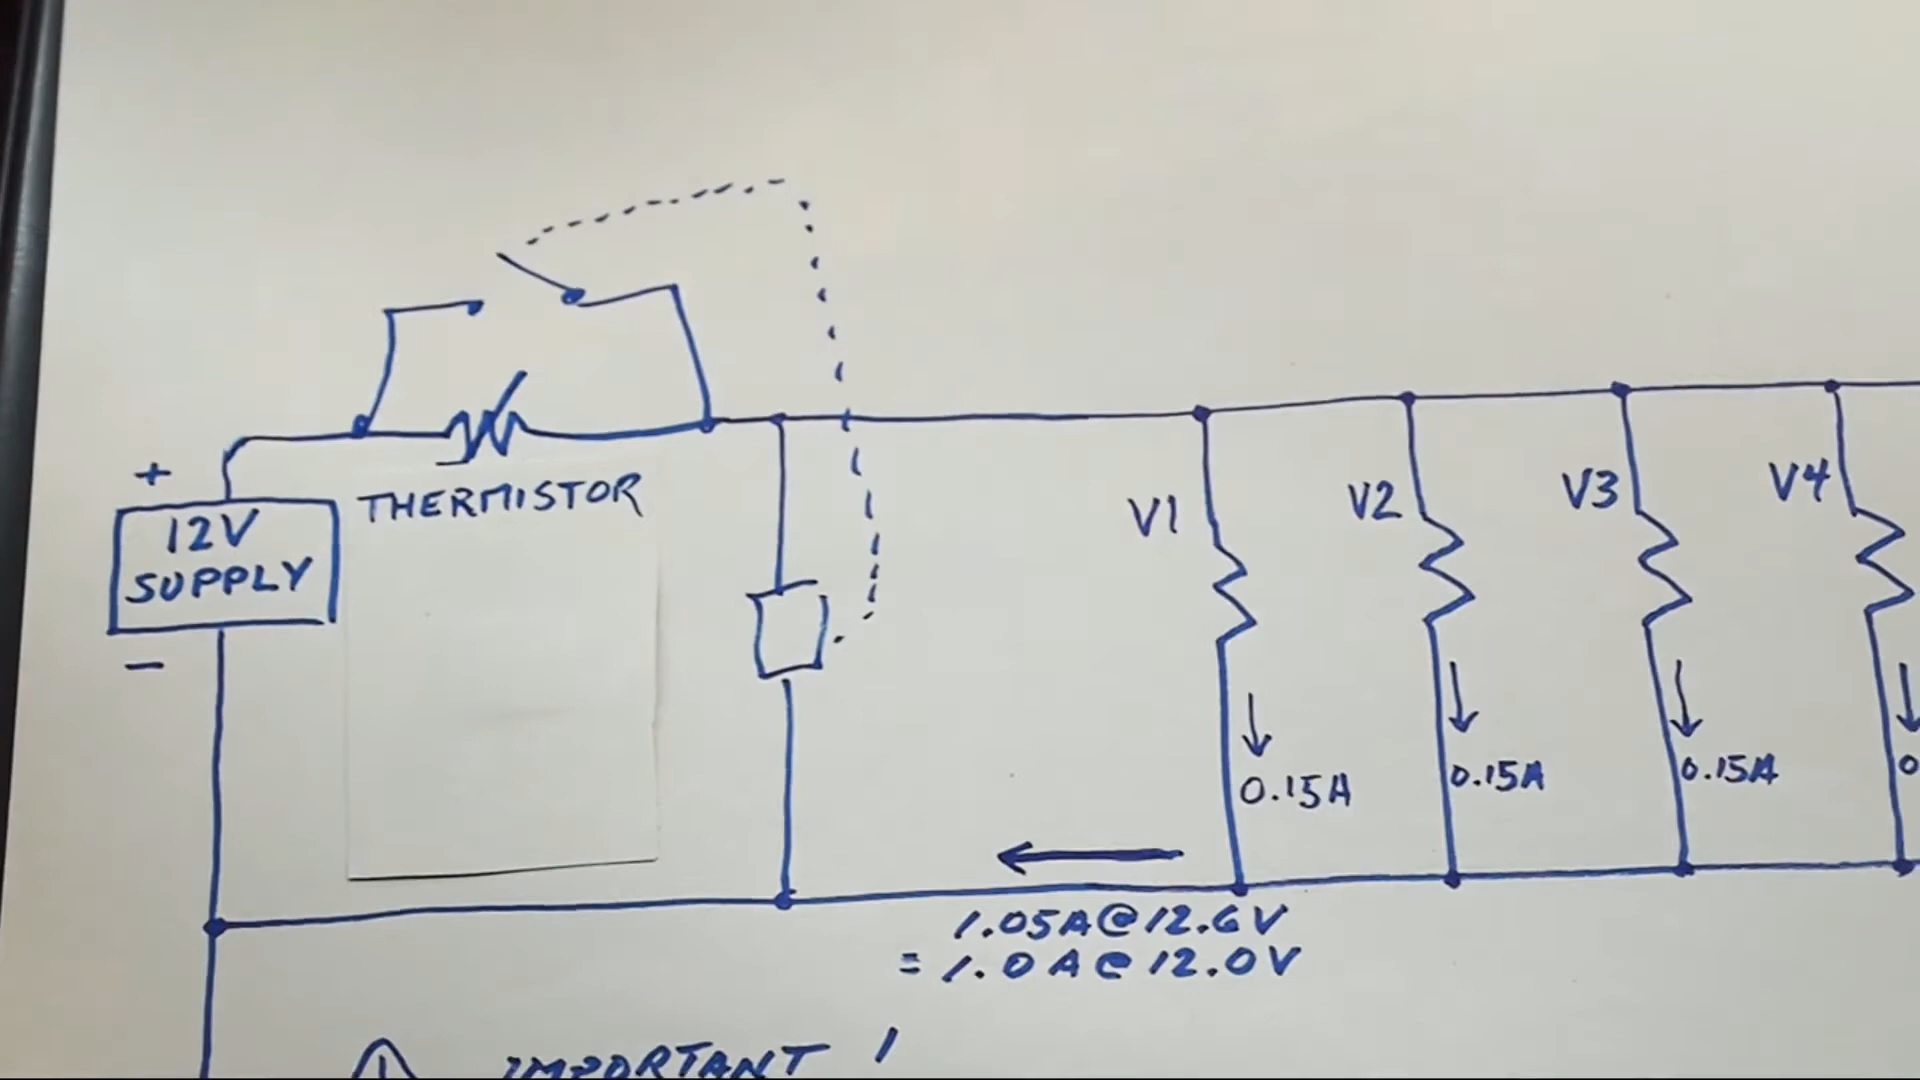 +
12V
SUPPLY
−
THERMISTOR
V1
V2
V3
V4
0.15A
0.15A
0.15A
0
1.05A@12.6V
= 1.0A@12.0V
! IMPORTANT !